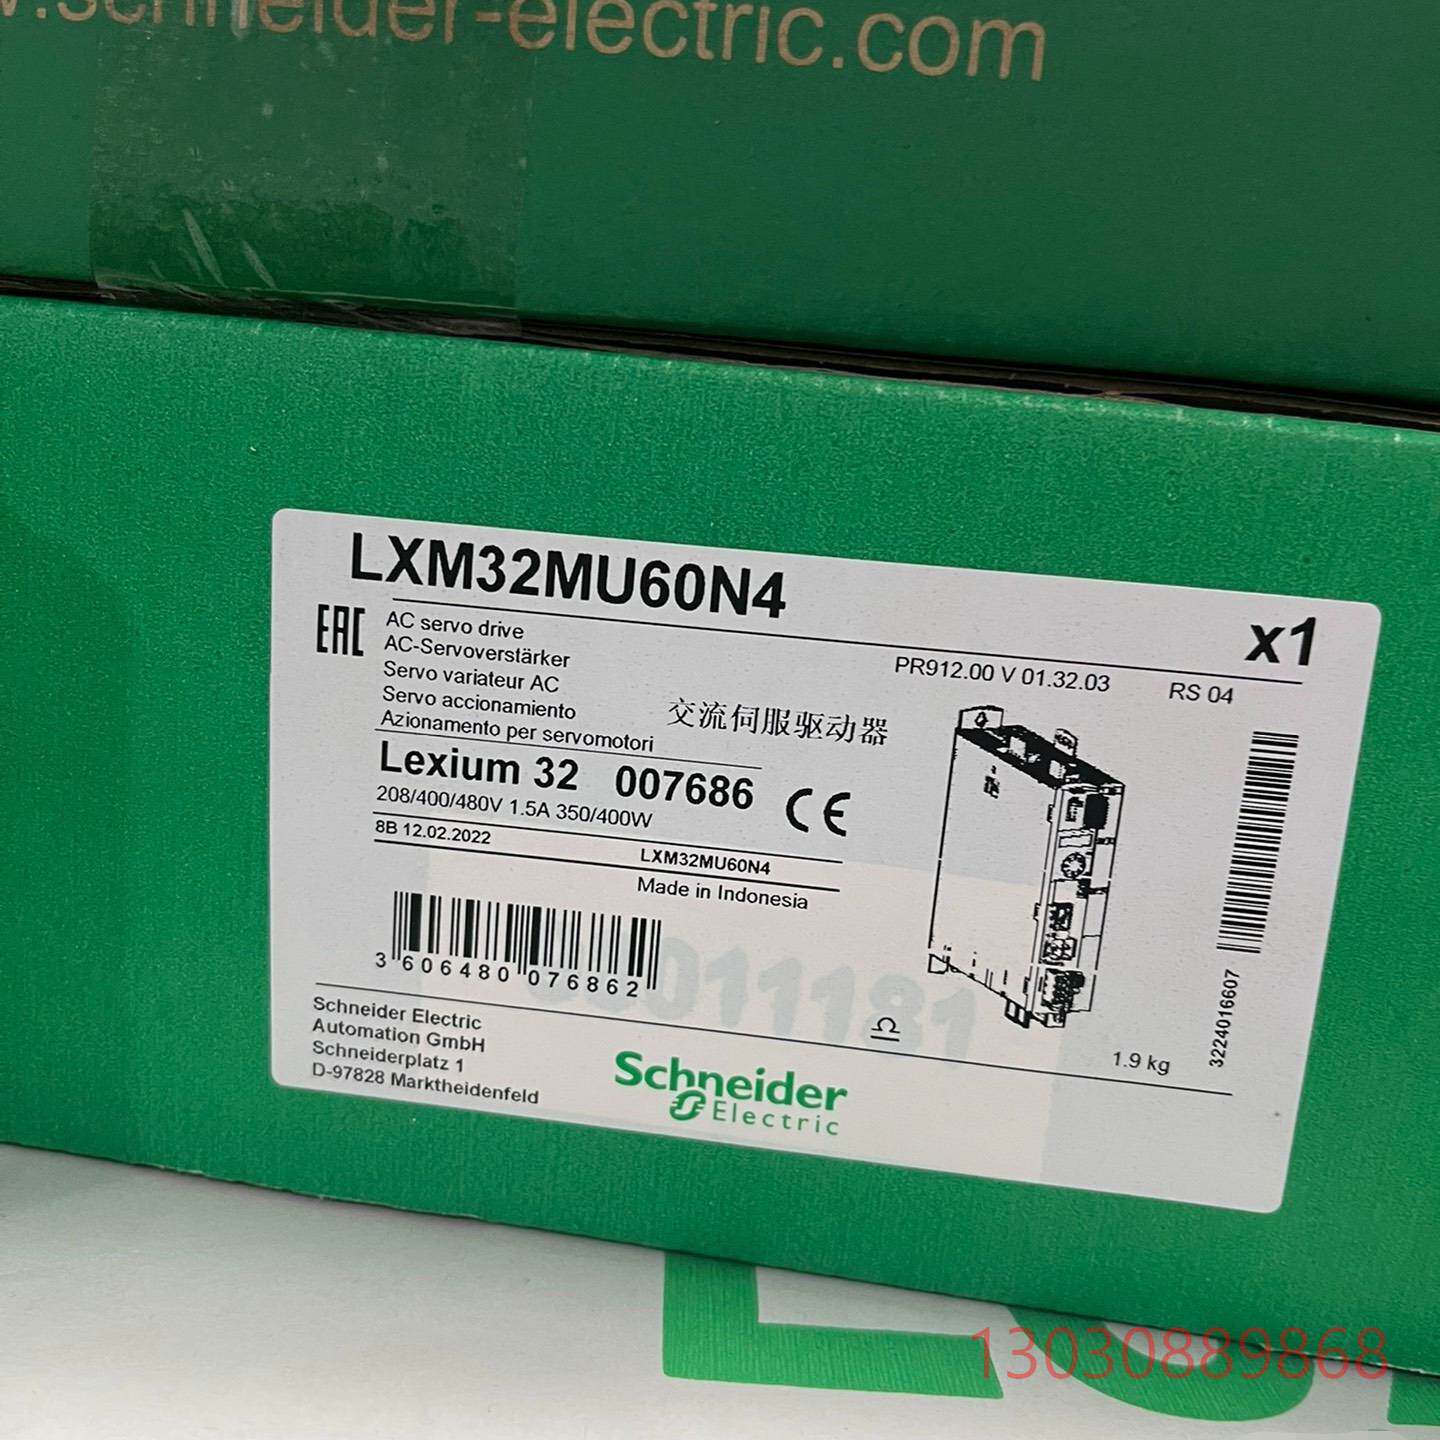 .schneider-electric.com
LXM32MU60N4
x1
EAC
AC servo drive
AC-Servoverstärker
Servo variateur AC
Servo accionamiento
Azionamento per servomotori
交流伺服驱动器
PR912.00 V 01.32.03
RS 04
Lexium 32 007686
CE
208/400/480V 1.5A 350/400W
8B 12.02.2022
LXM32MU60N4
Made in Indonesia
3 606480 076862
3224016607
1.9 kg
Schneider Electric
Automation GmbH
Schneiderplatz 1
D-97828 Marktheidenfeld
Schneider
Electric
13030889868